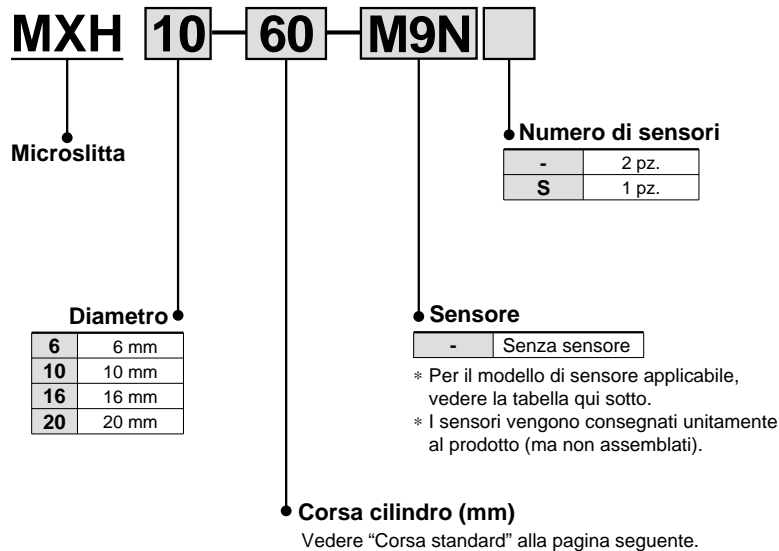 MXH 10-60-M9N
Microslitta
Numero di sensori
- 2 pz.
S 1 pz.
Diametro
6 6 mm
10 10 mm
16 16 mm
20 20 mm
Sensore
- Senza sensore
∗ Per il modello di sensore applicabile,
vedere la tabella qui sotto.
∗ I sensori vengono consegnati unitamente
al prodotto (ma non assemblati).
Corsa cilindro (mm)
Vedere “Corsa standard” alla pagina seguente.